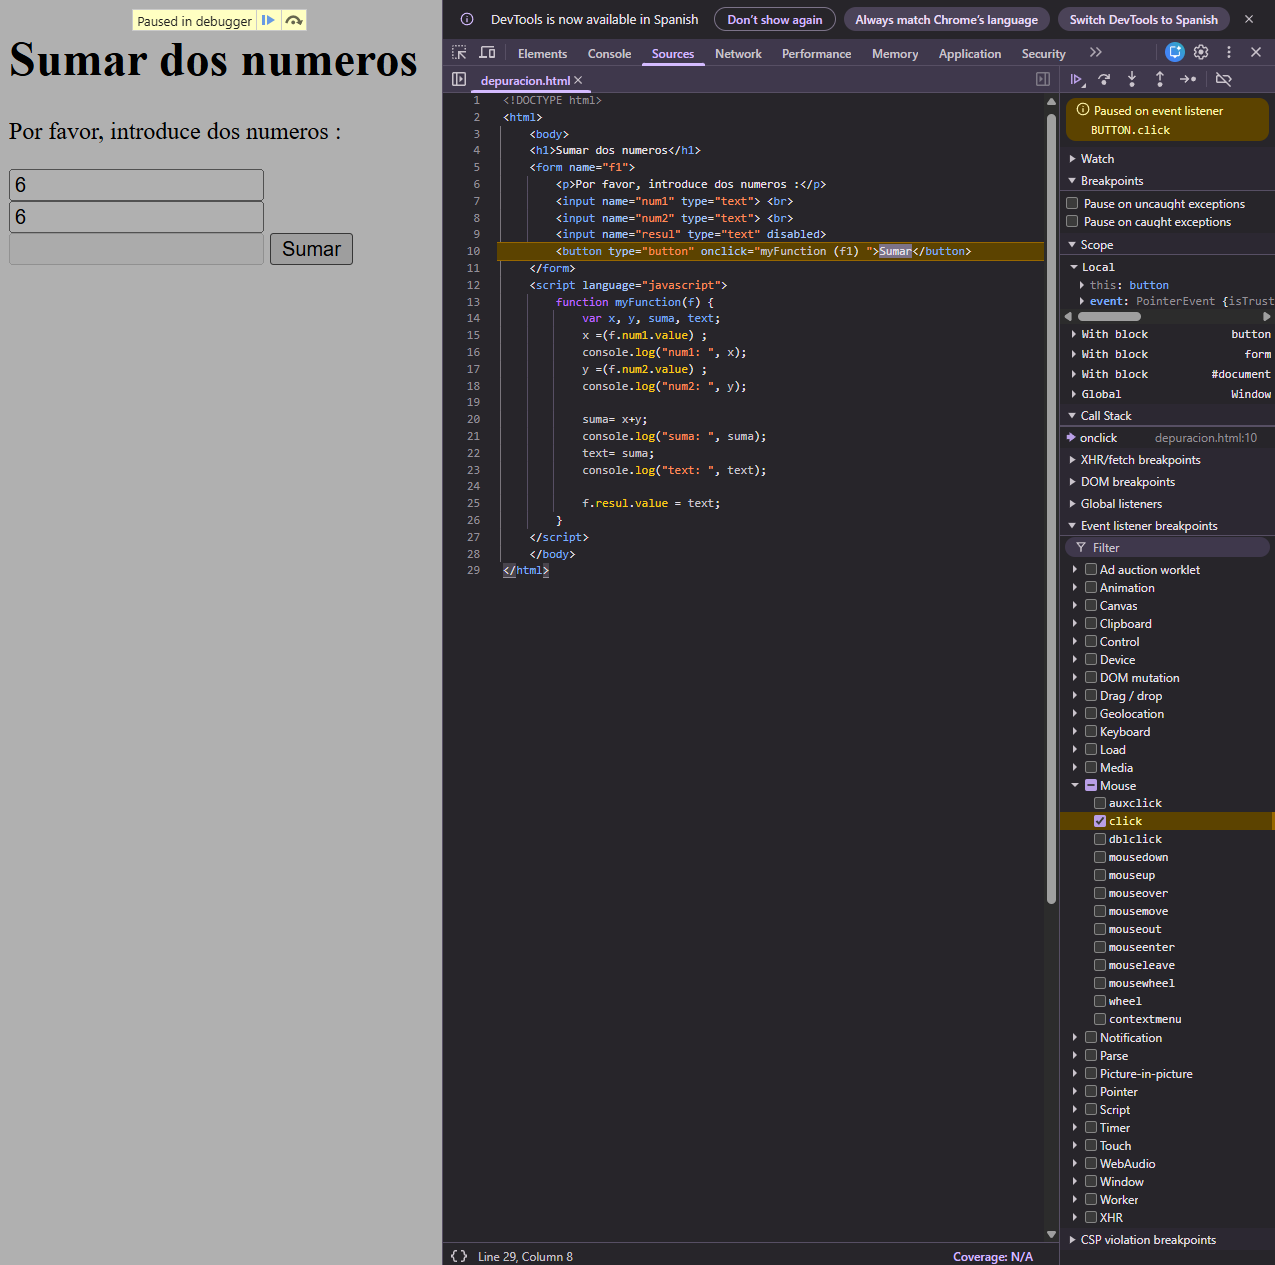 Paused in debugger
Sumar dos numeros
Por favor, introduce dos numeros :
6
6
Sumar
DevTools is now available in Spanish
Don't show again
Always match Chrome's language
Switch DevTools to Spanish
Elements
Console
Sources
Network
Performance
Memory
Application
Security
depuracion.html
1 <!DOCTYPE html>
2 <html>
3 <body>
4 <h1>Sumar dos numeros</h1>
5 <form name="f1">
6 <p>Por favor, introduce dos numeros :</p>
7 <input name="num1" type="text"> <br>
8 <input name="num2" type="text"> <br>
9 <input name="resul" type="text" disabled>
10 <button type="button" onclick="myFunction (f1) ">Sumar</button>
11 </form>
12 <script language="javascript">
13 function myFunction(f) {
14 var x, y, suma, text;
15 x =(f.num1.value) ;
16 console.log("num1: ", x);
17 y =(f.num2.value) ;
18 console.log("num2: ", y);
19
20 suma= x+y;
21 console.log("suma: ", suma);
22 text= suma;
23 console.log("text: ", text);
24
25 f.resul.value = text;
26 }
27 </script>
28 </body>
29 </html>
{} Line 29, Column 8
Coverage: N/A
Paused on event listener
BUTTON.click
Watch
Breakpoints
Pause on uncaught exceptions
Pause on caught exceptions
Scope
Local
this: button
event: PointerEvent {isTrust
With block button
With block form
With block #document
Global Window
Call Stack
onclick depuracion.html:10
XHR/fetch breakpoints
DOM breakpoints
Global listeners
Event listener breakpoints
Filter
Ad auction worklet
Animation
Canvas
Clipboard
Control
Device
DOM mutation
Drag / drop
Geolocation
Keyboard
Load
Media
Mouse
auxclick
click
dblclick
mousedown
mouseup
mouseover
mousemove
mouseout
mouseenter
mouseleave
mousewheel
wheel
contextmenu
Notification
Parse
Picture-in-picture
Pointer
Script
Timer
Touch
WebAudio
Window
Worker
XHR
CSP violation breakpoints